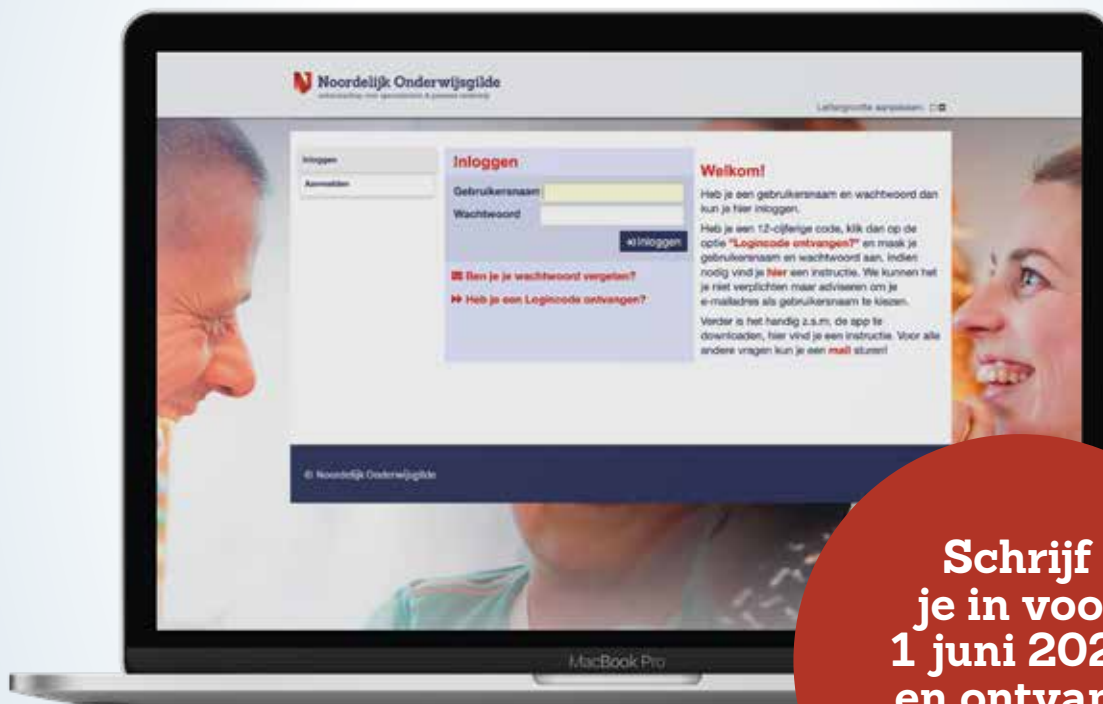 Noordelijk Onderwijsgilde
Lettergrootte aanpassen:
Inloggen
Aanmelden
Inloggen
Gebruikersnaam
Wachtwoord
Inloggen
Ben je je wachtwoord vergeten?
Heb je een Logincode ontvangen?
Welkom!
Heb je een gebruikersnaam en wachtwoord dan
kun je hier inloggen.
Heb je een 12-cijferige code, klik dan op de
optie "Logincode ontvangen?" en maak je
gebruikersnaam en wachtwoord aan, indien
nodig vind je hier een instructie. We kunnen het
je niet verplichten maar adviseren om je
e-mailadres als gebruikersnaam te kiezen.
Verder is het handig z.s.m. de app te
downloaden, hier vind je een instructie. Voor alle
andere vragen kun je een mail sturen!
© Noordelijk Onderwijsgilde
MacBook Pro
Schrijf
je in voo
1 juni 202
en ontvan